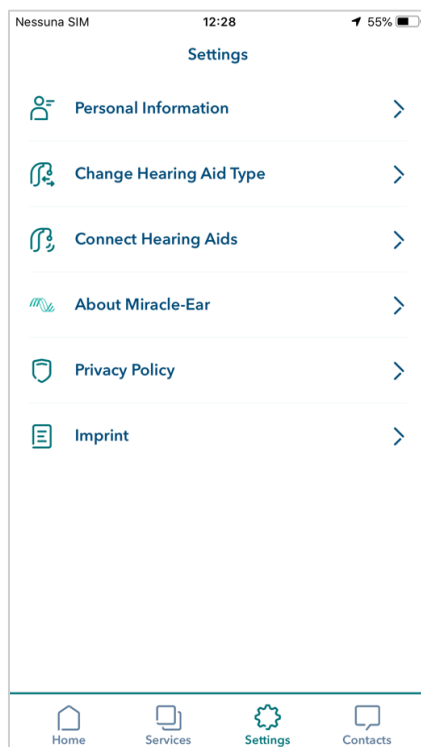 Nessuna SIM 12:28 55%
Settings
Personal Information
Change Hearing Aid Type
Connect Hearing Aids
About Miracle-Ear
Privacy Policy
Imprint
Home Services Settings Contacts